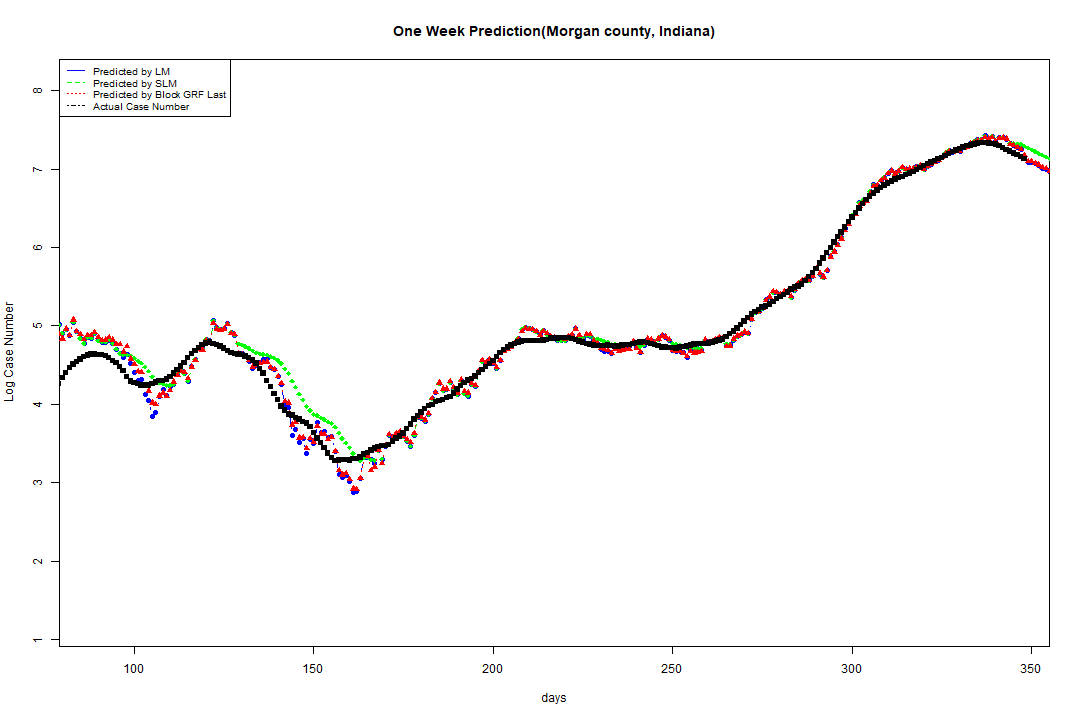 One Week Prediction(Morgan county, Indiana)
Predicted by LM
Predicted by SLM
Predicted by Block GRF Last
Actual Case Number
8
7
6
5
4
3
2
1
Log Case Number
100 150 200 250 300 350
days